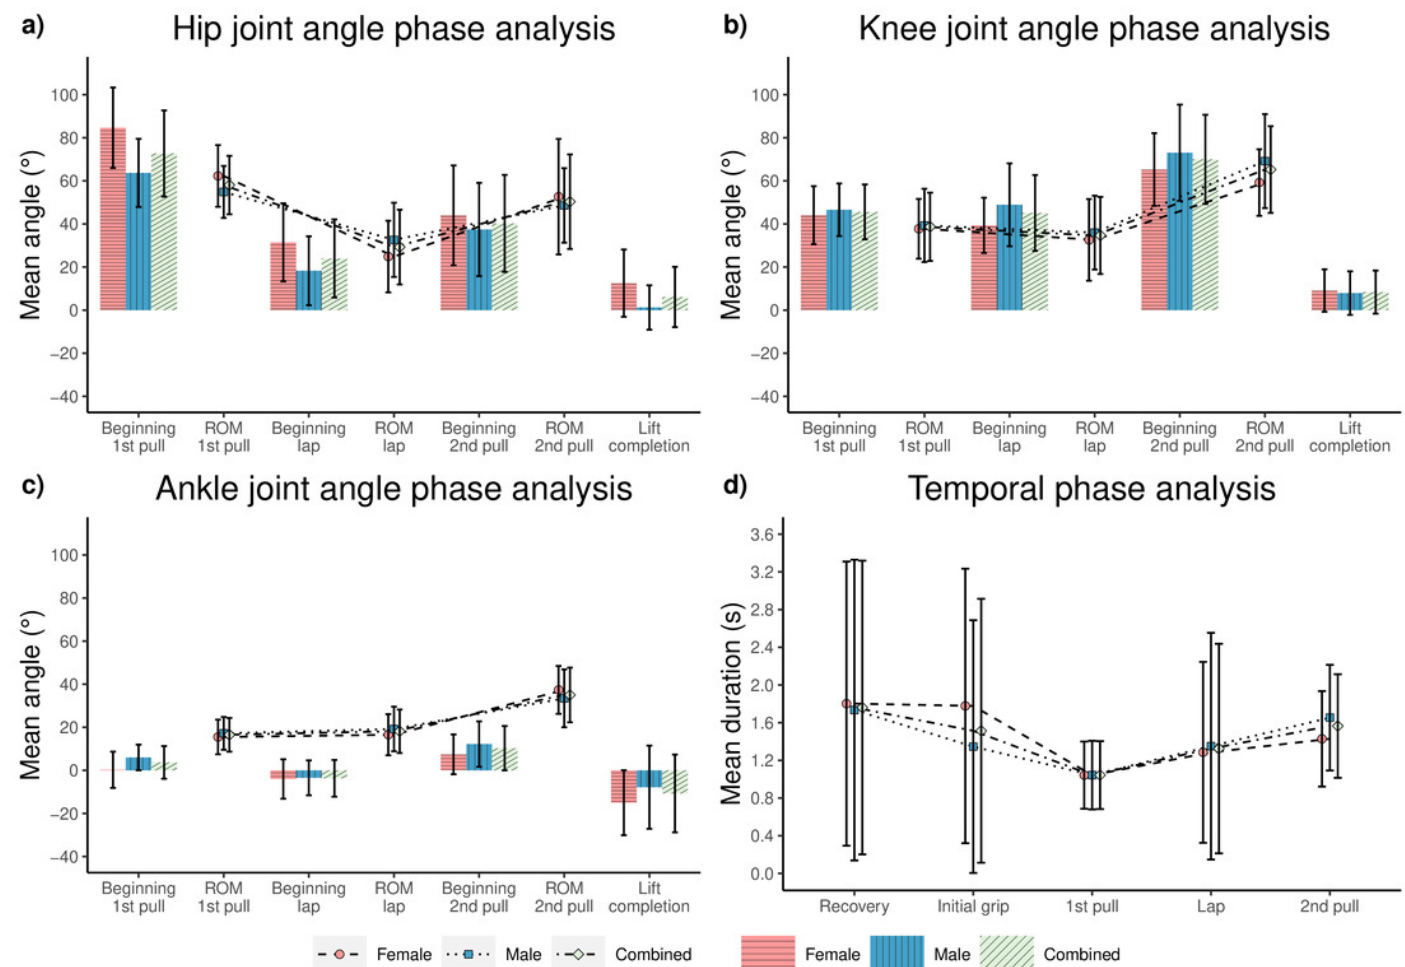 a)
Hip joint angle phase analysis
Mean angle (°)
100
80
60
40
20
0
−20
−40
Beginning 1st pull
ROM 1st pull
Beginning lap
ROM lap
Beginning 2nd pull
ROM 2nd pull
Lift completion
b)
Knee joint angle phase analysis
Mean angle (°)
100
80
60
40
20
0
−20
−40
Beginning 1st pull
ROM 1st pull
Beginning lap
ROM lap
Beginning 2nd pull
ROM 2nd pull
Lift completion
c)
Ankle joint angle phase analysis
Mean angle (°)
100
80
60
40
20
0
−20
−40
Beginning 1st pull
ROM 1st pull
Beginning lap
ROM lap
Beginning 2nd pull
ROM 2nd pull
Lift completion
d)
Temporal phase analysis
Mean duration (s)
3.6
3.2
2.8
2.4
2.0
1.6
1.2
0.8
0.4
0.0
Recovery
Initial grip
1st pull
Lap
2nd pull
Female
Male
Combined
Female
Male
Combined